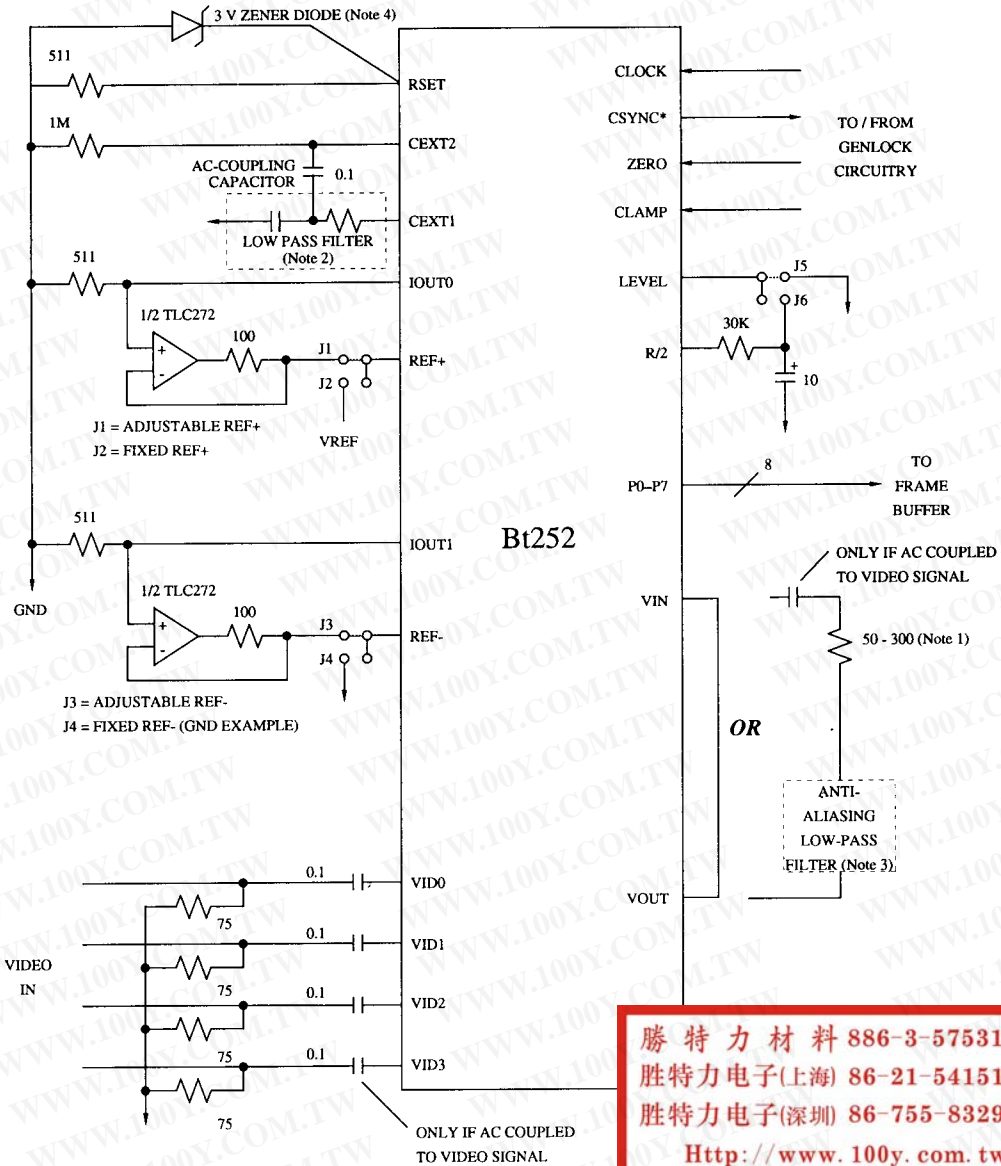 3 V ZENER DIODE (Note 4)
511
RSET
1M
CEXT2
AC-COUPLING
CAPACITOR
0.1
CEXT1
LOW PASS FILTER
(Note 2)
511
IOUT0
1/2 TLC272
+
-
100
J1
REF+
J2
VREF
J1 = ADJUSTABLE REF+
J2 = FIXED REF+
511
IOUT1
GND
1/2 TLC272
+
-
100
J3
REF-
J4
J3 = ADJUSTABLE REF-
J4 = FIXED REF- (GND EXAMPLE)
Bt252
VIDEO
IN
0.1
VID0
75
0.1
VID1
75
0.1
VID2
75
0.1
VID3
75
ONLY IF AC COUPLED
TO VIDEO SIGNAL
CLOCK
CSYNC*
ZERO
CLAMP
TO / FROM
GENLOCK
CIRCUITRY
LEVEL
J5
J6
30K
R/2
+
10
P0–P7
8
TO
FRAME
BUFFER
ONLY IF AC COUPLED
TO VIDEO SIGNAL
VIN
50 - 300 (Note 1)
OR
ANTI-
ALIASING
LOW-PASS
FILTER (Note 3)
VOUT
勝 特 力 材 料 886-3-57531
胜特力电子(上海) 86-21-54151
胜特力电子(深圳) 86-755-8329
Http://www. 100y. com. tw
WWW.100Y.COM.TW